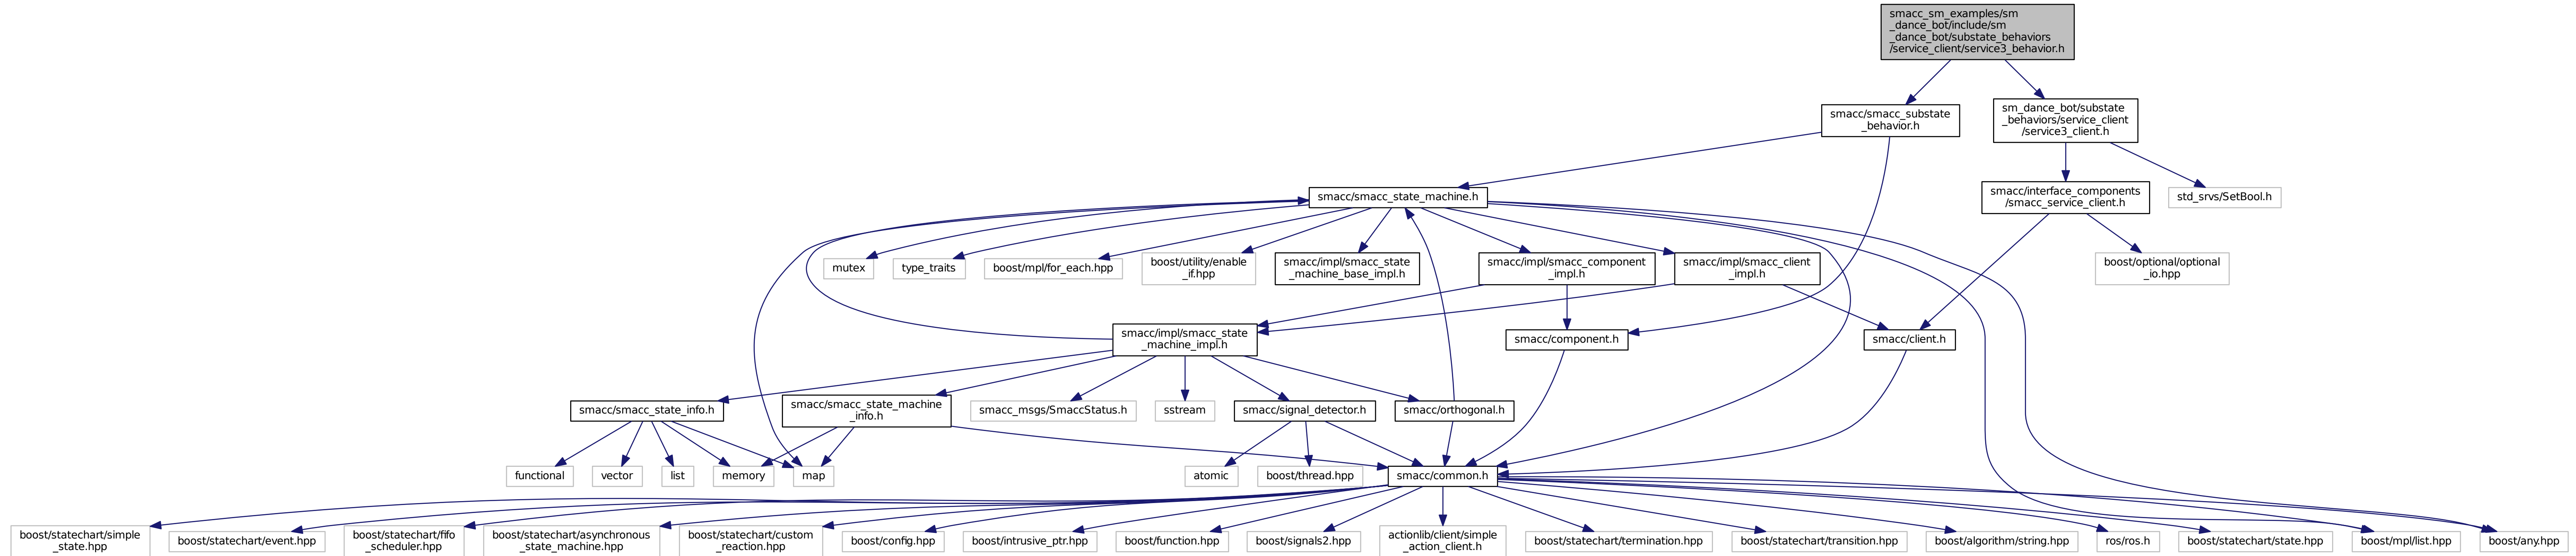 smacc_sm_examples/sm
_dance_bot/include/sm
_dance_bot/substate_behaviors
/service_client/service3_behavior.h
smacc/smacc_substate
_behavior.h
sm_dance_bot/substate
_behaviors/service_client
/service3_client.h
smacc/smacc_state_machine.h
smacc/interface_components
/smacc_service_client.h
std_srvs/SetBool.h
mutex
type_traits
boost/mpl/for_each.hpp
boost/utility/enable
_if.hpp
smacc/impl/smacc_state
_machine_base_impl.h
smacc/impl/smacc_component
_impl.h
smacc/impl/smacc_client
_impl.h
boost/optional/optional
_io.hpp
smacc/impl/smacc_state
_machine_impl.h
smacc/component.h
smacc/client.h
smacc/smacc_state_info.h
smacc/smacc_state_machine
_info.h
smacc_msgs/SmaccStatus.h
sstream
smacc/signal_detector.h
smacc/orthogonal.h
functional
vector
list
memory
map
atomic
boost/thread.hpp
smacc/common.h
boost/statechart/simple
_state.hpp
boost/statechart/event.hpp
boost/statechart/fifo
_scheduler.hpp
boost/statechart/asynchronous
_state_machine.hpp
boost/statechart/custom
_reaction.hpp
boost/config.hpp
boost/intrusive_ptr.hpp
boost/function.hpp
boost/signals2.hpp
actionlib/client/simple
_action_client.h
boost/statechart/termination.hpp
boost/statechart/transition.hpp
boost/algorithm/string.hpp
ros/ros.h
boost/statechart/state.hpp
boost/mpl/list.hpp
boost/any.hpp